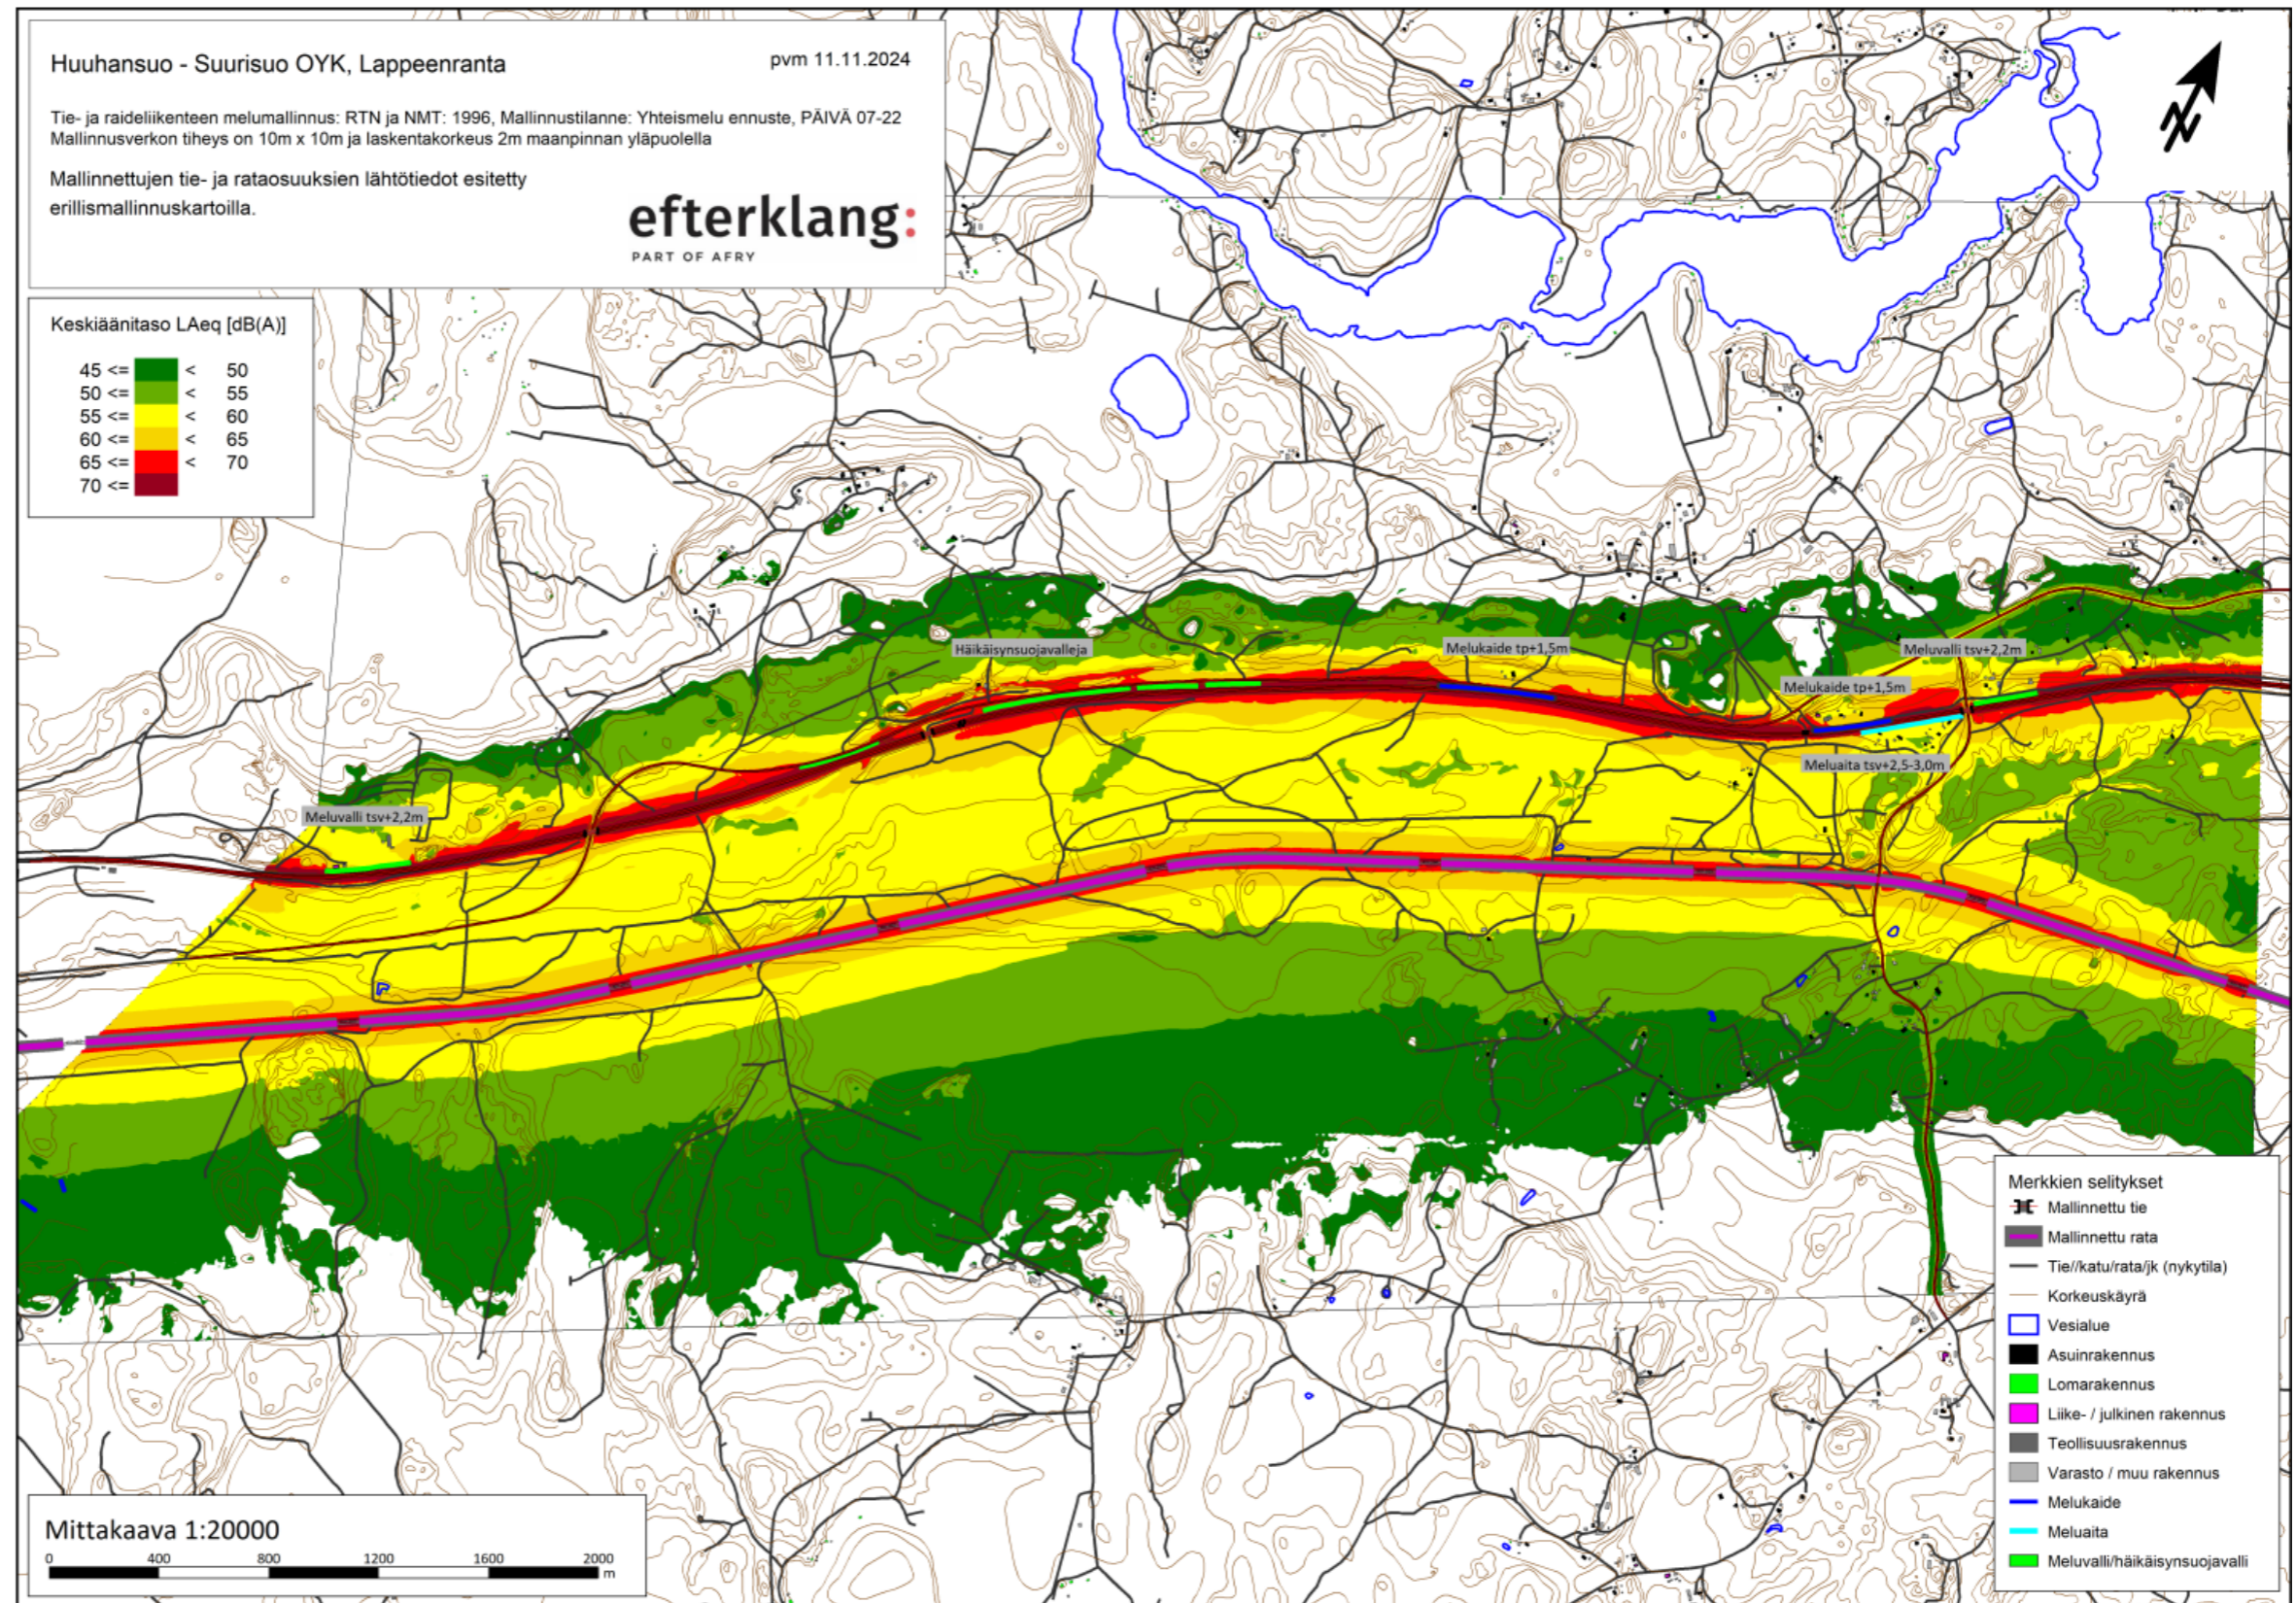 Huuhansuo - Suurisuo OYK, Lappeenranta
pvm 11.11.2024
Tie- ja raideliikenteen melumallinnus: RTN ja NMT: 1996, Mallinnustilanne: Yhteismelu ennuste, PÄIVÄ 07-22
Mallinnusverkon tiheys on 10m x 10m ja laskentakorkeus 2m maanpinnan yläpuolella
Mallinnettujen tie- ja rataosuuksien lähtötiedot esitetty
erillismallinnuskartoilla.
efterklang:
PART OF AFRY
Keskiäänitaso LAeq [dB(A)]
45 <= < 50
50 <= < 55
55 <= < 60
60 <= < 65
65 <= < 70
70 <=
Häikäisynsuojavalleja
Melukaide tp+1,5m
Meluvalli tsv+2,2m
Melukaide tp+1,5m
Meluaita tsv+2,5-3,0m
Meluvalli tsv+2,2m
Merkkien selitykset
Mallinnettu tie
Mallinnettu rata
Tie//katu/rata/jk (nykytila)
Korkeuskäyrä
Vesialue
Asuinrakennus
Lomarakennus
Liike- / julkinen rakennus
Teollisuusrakennus
Varasto / muu rakennus
Melukaide
Meluaita
Meluvalli/häikäisynsuojavalli
Mittakaava 1:20000
0 400 800 1200 1600 2000
m